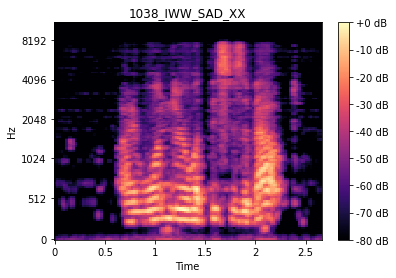 1038_IWW_SAD_XX
+0 dB
8192
-10 dB
4096
-20 dB
-30 dB
2048
Hz
-40 dB
1024
-50 dB
512
-60 dB
-70 dB
0
-80 dB
0 0.5 1 1.5 2 2.5
Time